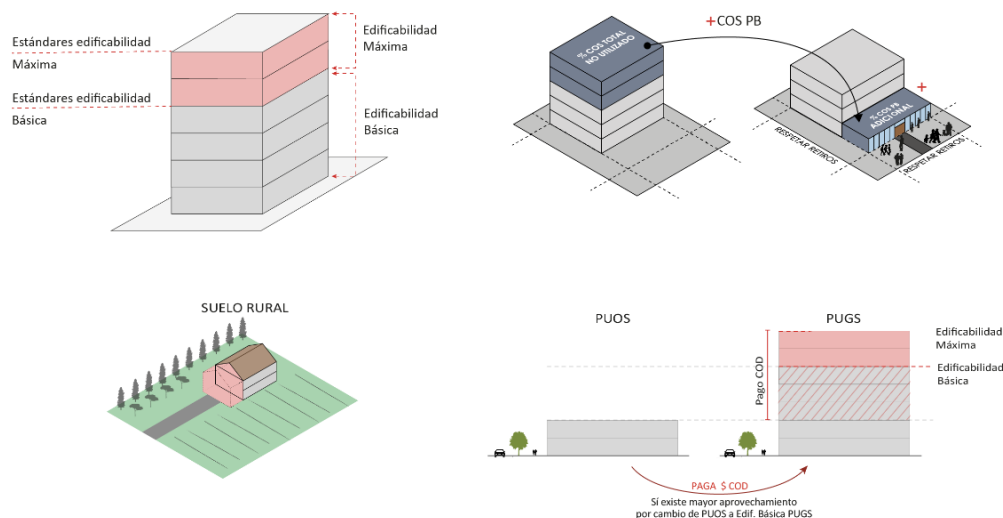 Estándares edificabilidad
Máxima
Estándares edificabilidad
Básica
Edificabilidad
Máxima
Edificabilidad
Básica
+COS PB
% COS TOTAL
NO UTILIZADO
+
% COS PB
ADICIONAL
RESPETAR RETIROS
RESPETAR RETIROS
SUELO RURAL
PUOS
PUGS
Pago COD
Edificabilidad
Máxima
Edificabilidad
Básica
PAGA $ COD
Sí existe mayor aprovechamiento
por cambio de PUOS a Edif. Básica PUGS